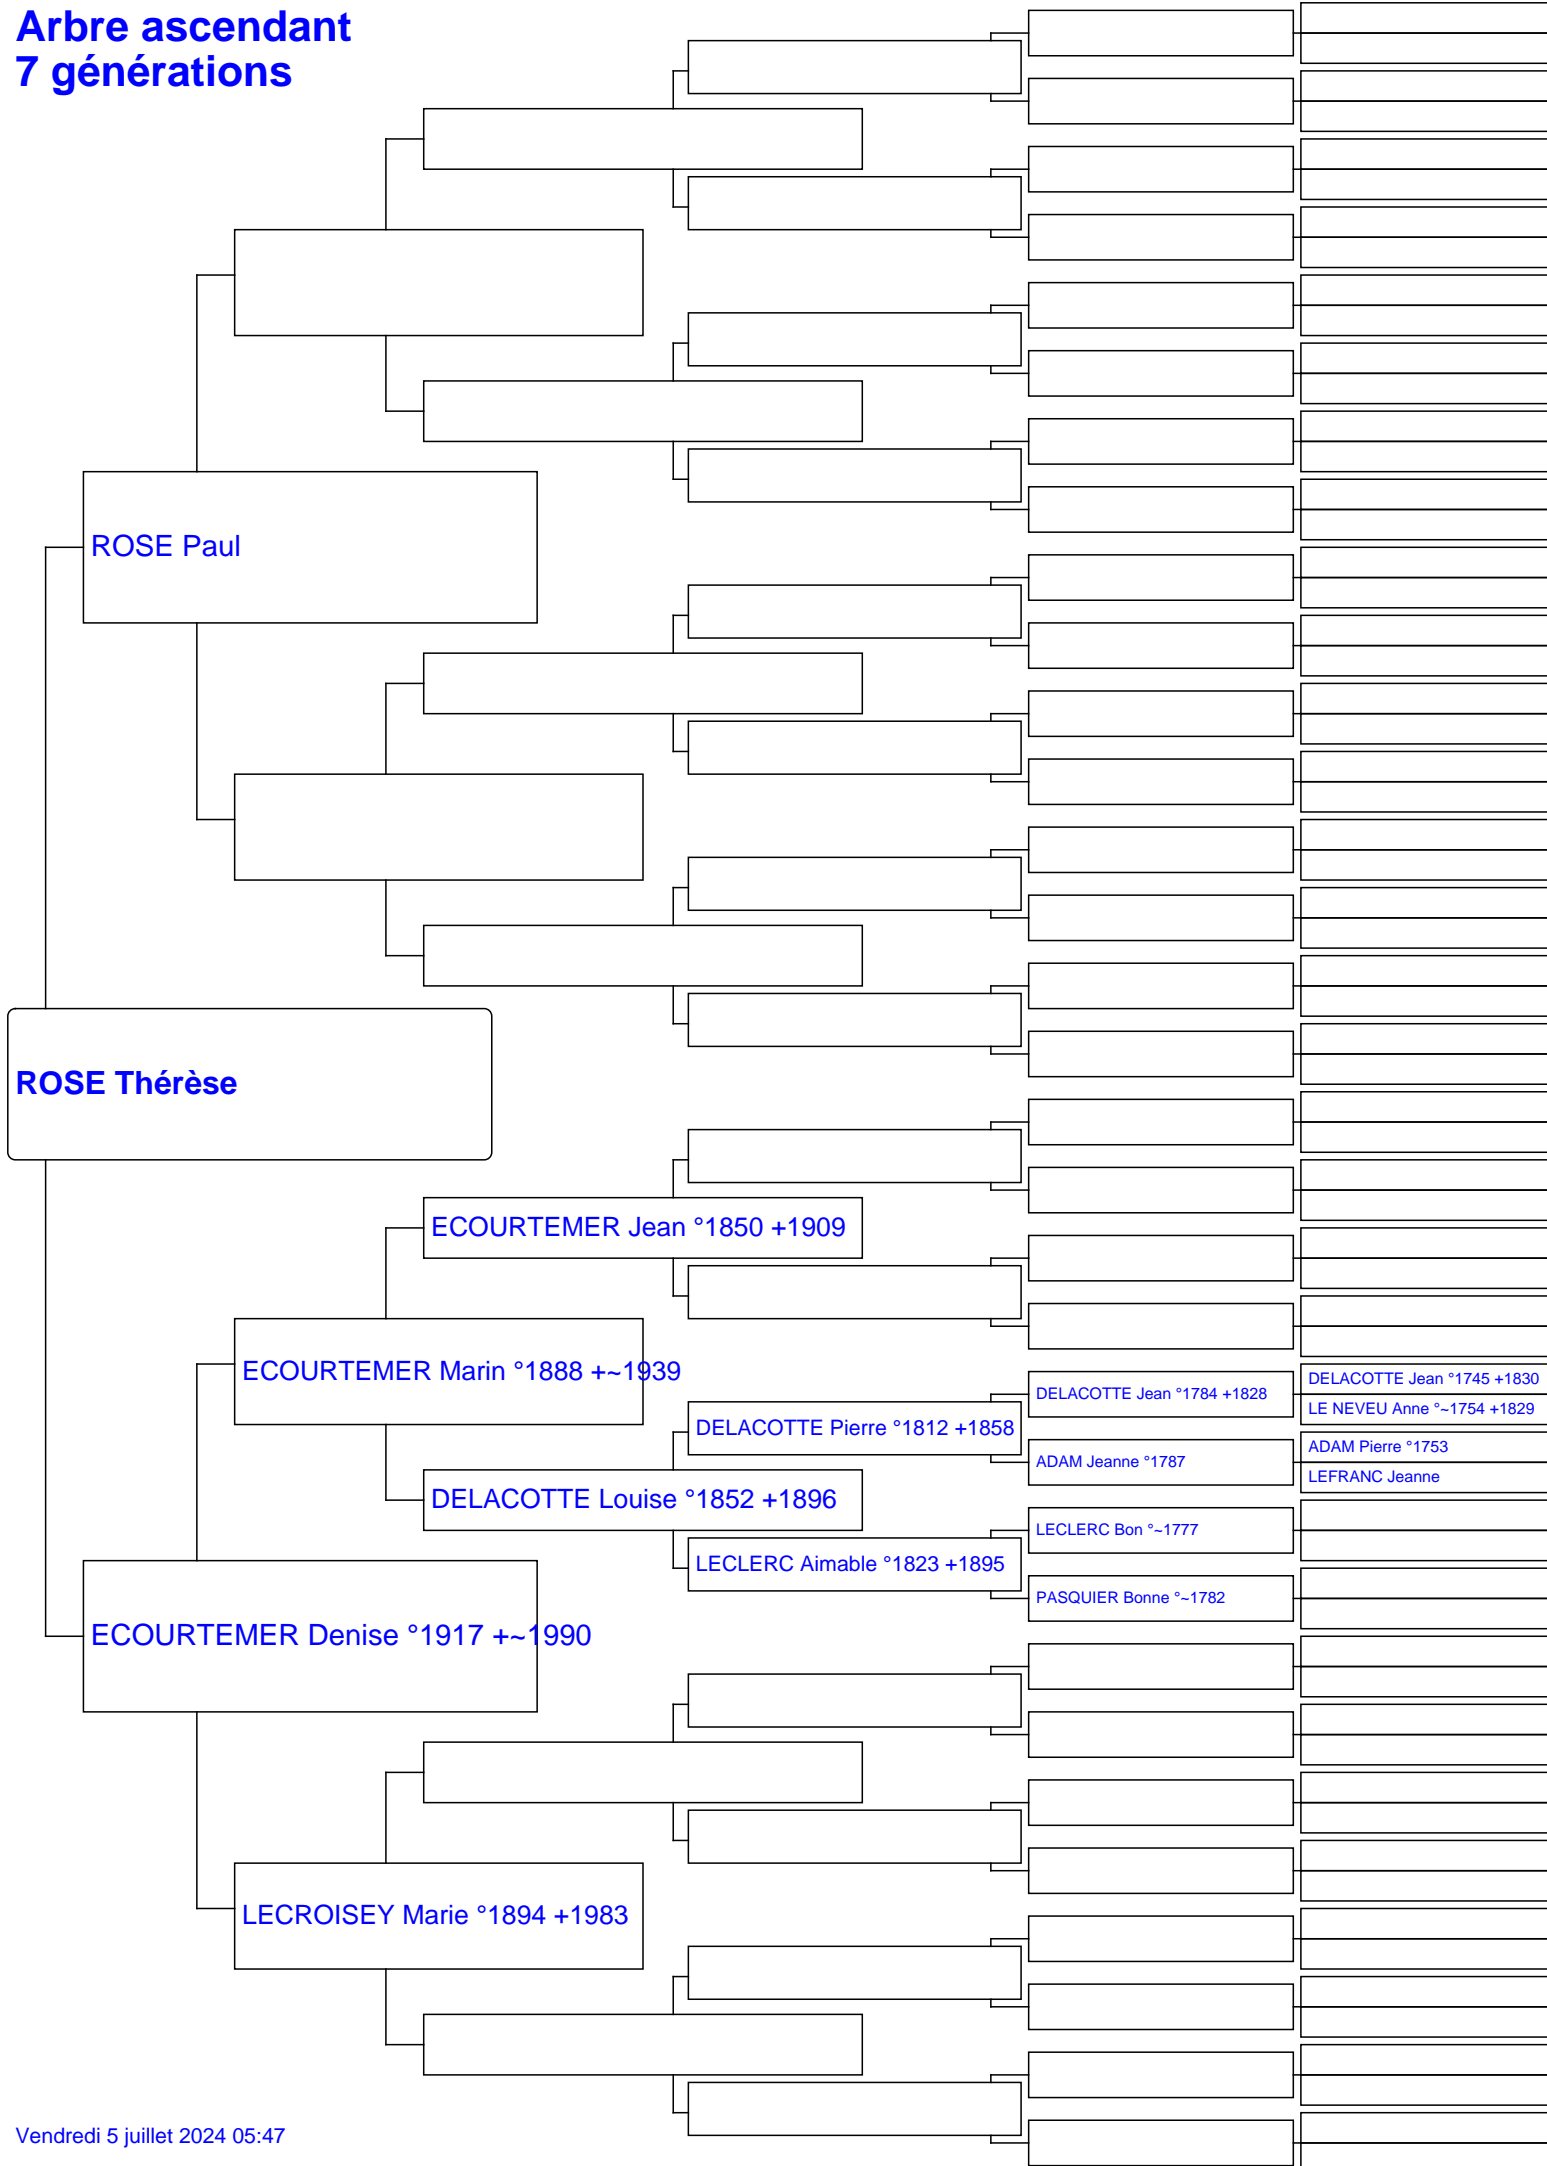 Arbre ascendant
7 générations
ROSE Paul
ROSE Thérèse
ECOURTEMER Jean °1850 +1909
ECOURTEMER Marin °1888 +~1939
DELACOTTE Jean °1784 +1828
DELACOTTE Jean °1745 +1830
LE NEVEU Anne °~1754 +1829
DELACOTTE Pierre °1812 +1858
ADAM Jeanne °1787
ADAM Pierre °1753
LEFRANC Jeanne
DELACOTTE Louise °1852 +1896
LECLERC Bon °~1777
LECLERC Aimable °1823 +1895
PASQUIER Bonne °~1782
ECOURTEMER Denise °1917 +~1990
LECROISEY Marie °1894 +1983
Vendredi 5 juillet 2024 05:47